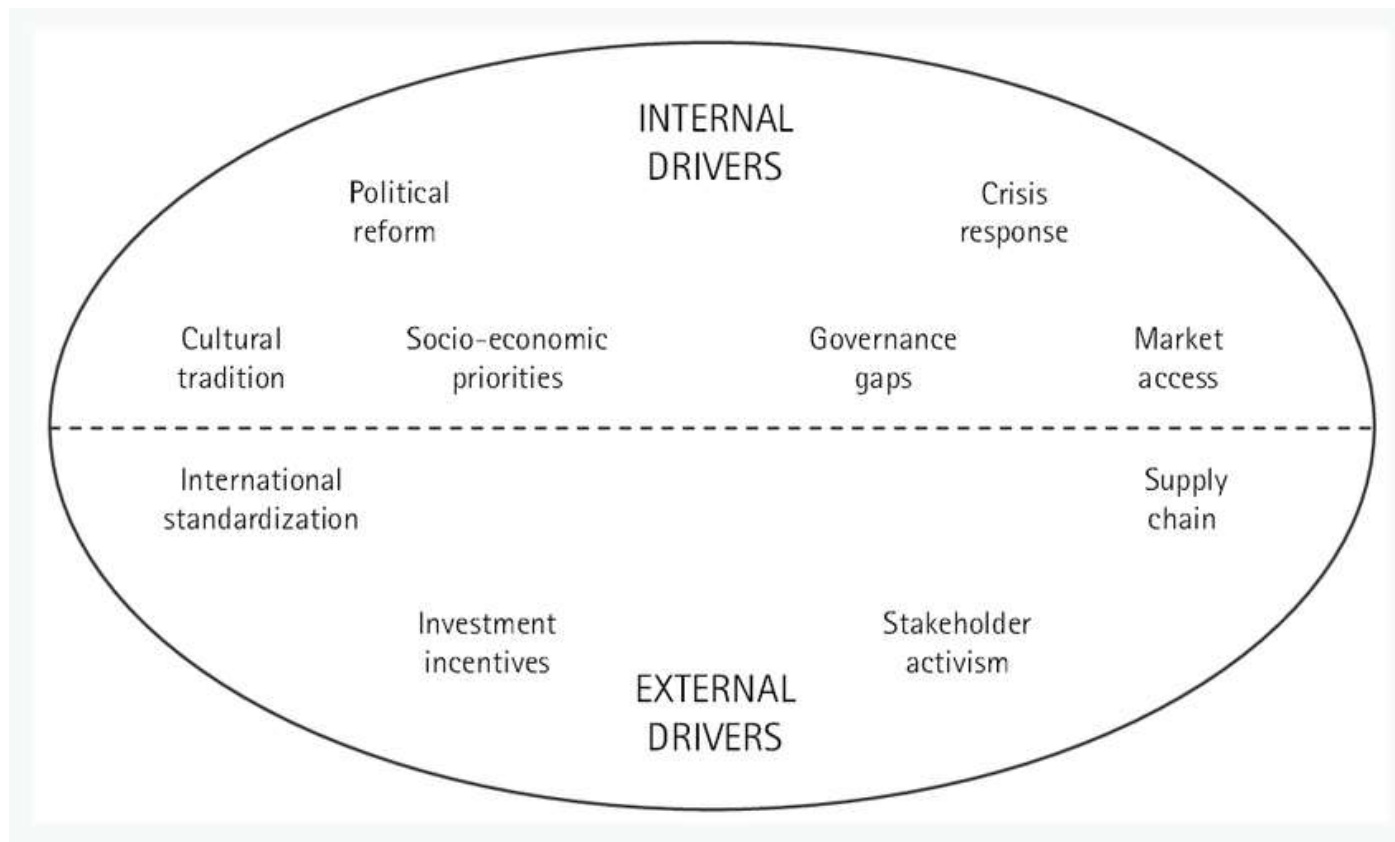 INTERNAL
DRIVERS
Political
reform
Crisis
response
Cultural
tradition
Socio-economic
priorities
Governance
gaps
Market
access
International
standardization
Supply
chain
Investment
incentives
Stakeholder
activism
EXTERNAL
DRIVERS